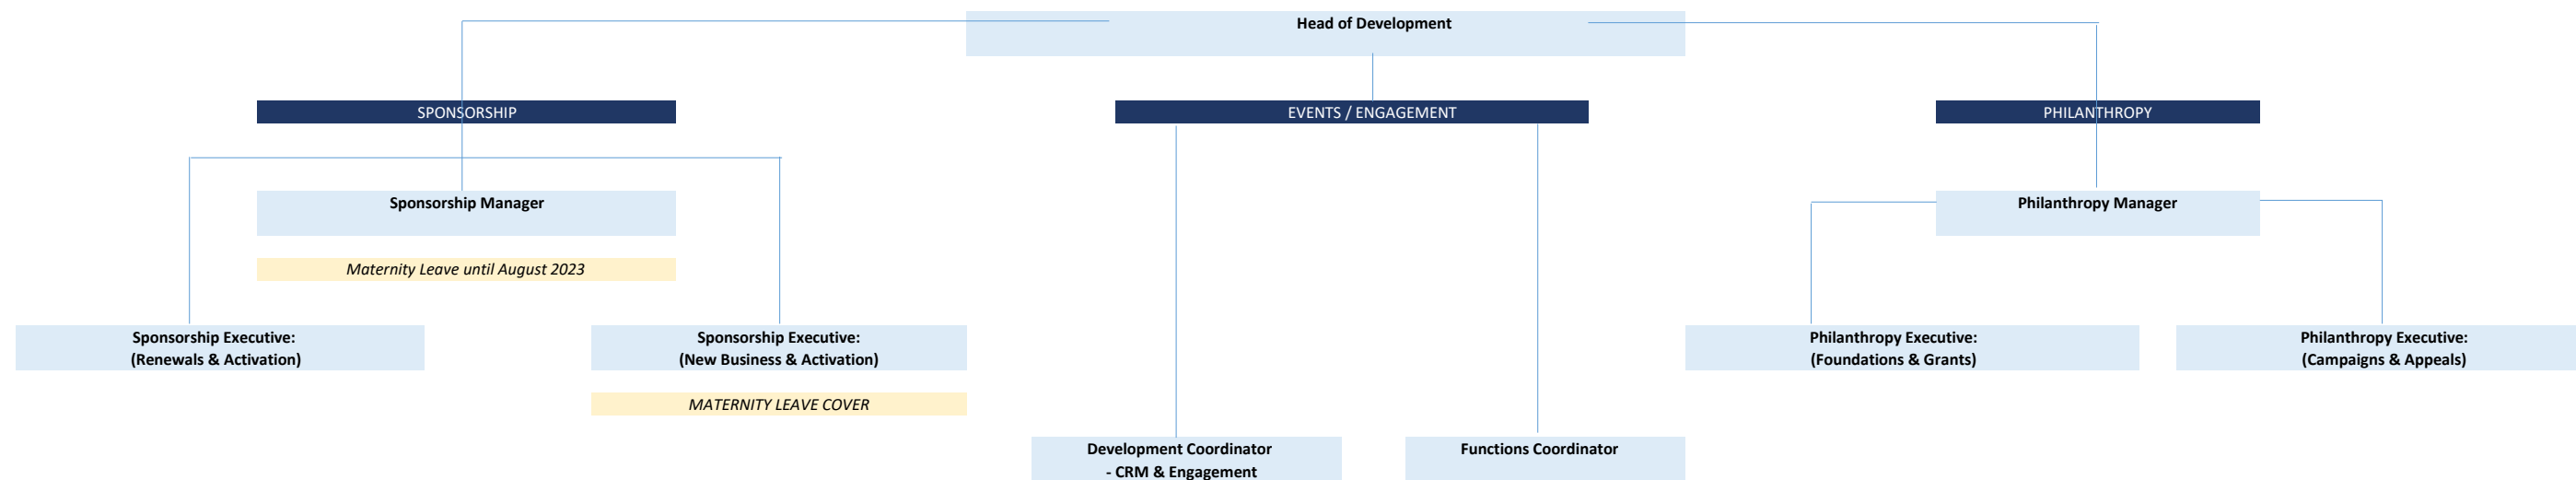 Head of Development
SPONSORSHIP
EVENTS / ENGAGEMENT
PHILANTHROPY
Sponsorship Manager
Philanthropy Manager
Maternity Leave until August 2023
Sponsorship Executive:
(Renewals & Activation)
Sponsorship Executive:
(New Business & Activation)
Philanthropy Executive:
(Foundations & Grants)
Philanthropy Executive:
(Campaigns & Appeals)
MATERNITY LEAVE COVER
Development Coordinator
- CRM & Engagement
Functions Coordinator